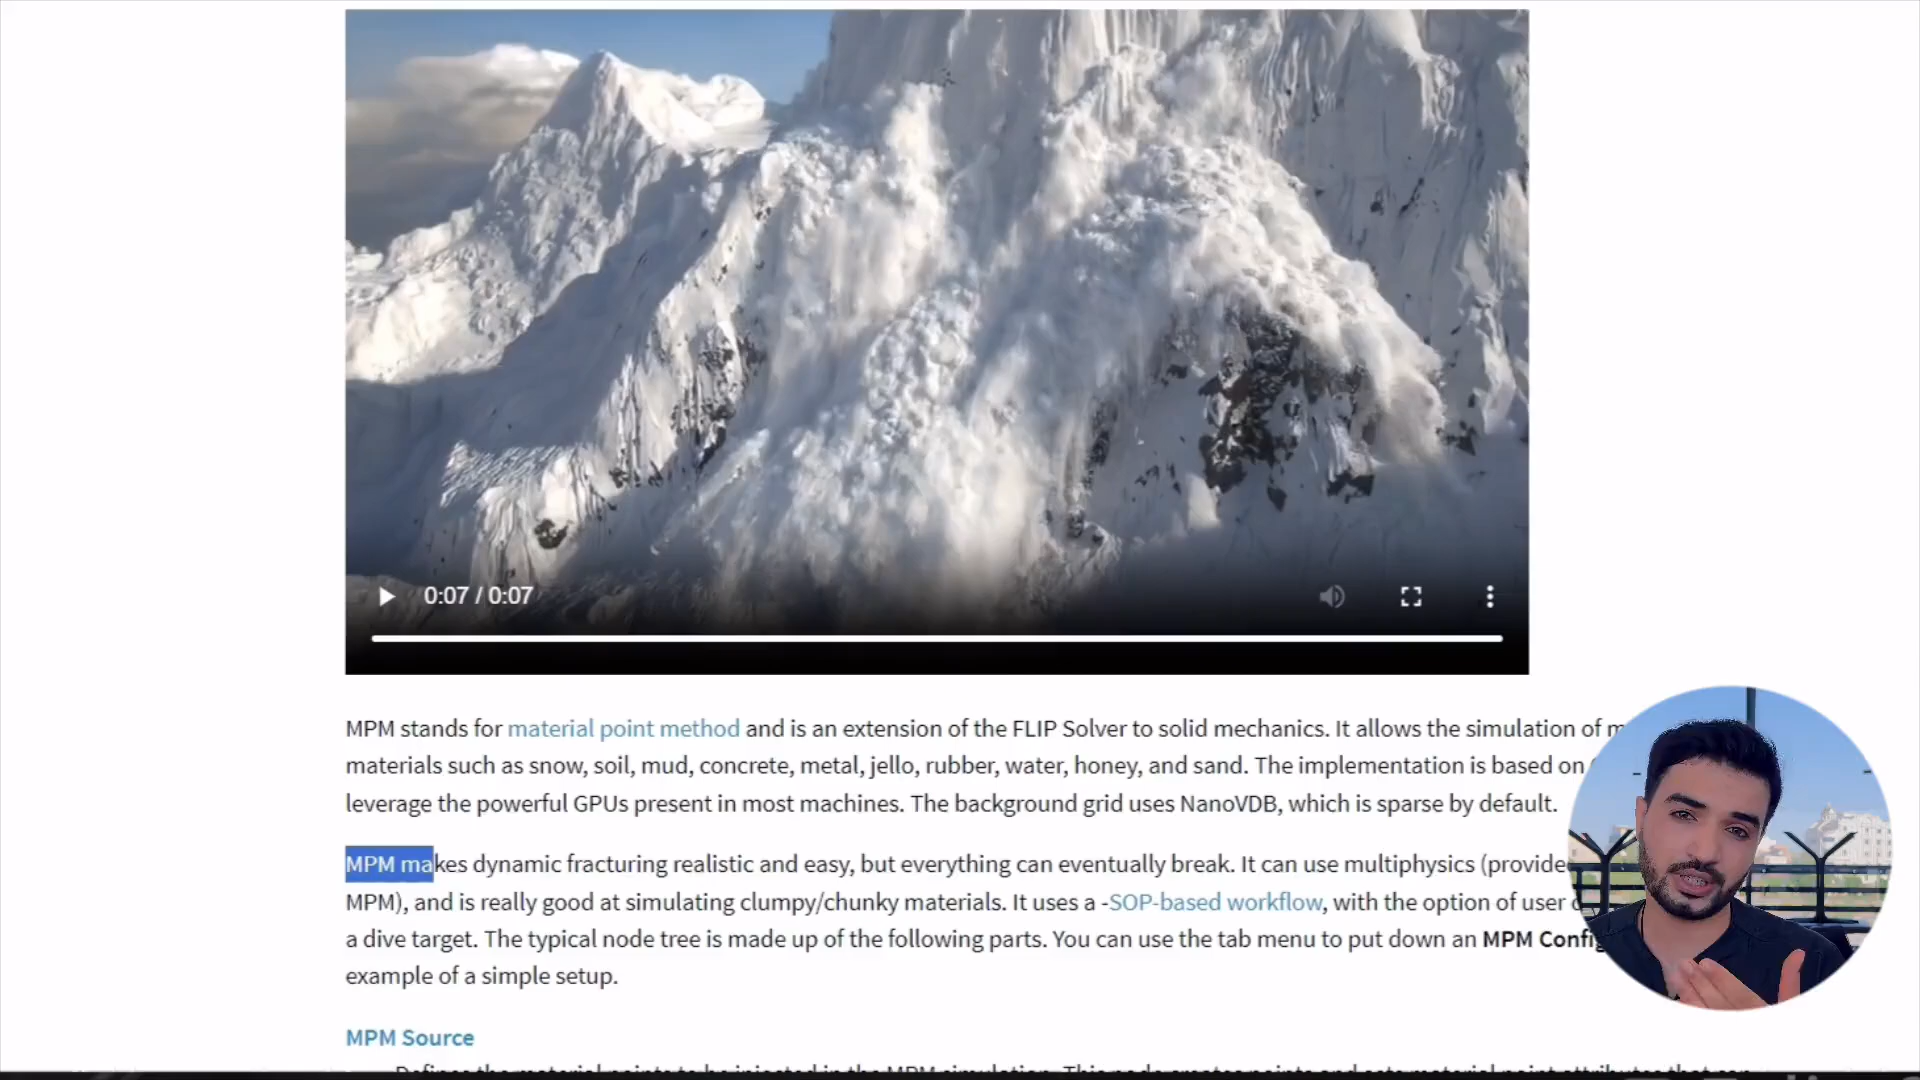 0:07 / 0:07
MPM stands for material point method and is an extension of the FLIP Solver to solid mechanics. It allows the simulation of
materials such as snow, soil, mud, concrete, metal, jello, rubber, water, honey, and sand. The implementation is based on
leverage the powerful GPUs present in most machines. The background grid uses NanoVDB, which is sparse by default.
MPM makes dynamic fracturing realistic and easy, but everything can eventually break. It can use multiphysics (provide
MPM), and is really good at simulating clumpy/chunky materials. It uses a -SOP-based workflow, with the option of user
a dive target. The typical node tree is made up of the following parts. You can use the tab menu to put down an MPM Config
example of a simple setup.
MPM Source